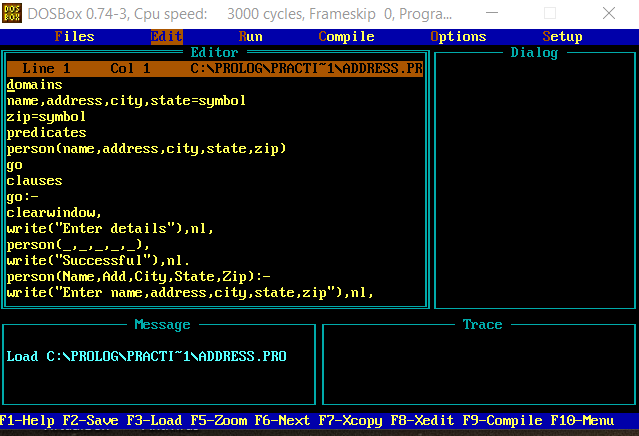 DOS BOX DOSBox 0.74-3, Cpu speed: 3000 cycles, Frameskip 0, Progra...
Files Edit Run Compile Options Setup
Editor
Line 1 Col 1 C:\PROLOG\PRACTI~1\ADDRESS.PR
domains
name,address,city,state=symbol
zip=symbol
predicates
person(name,address,city,state,zip)
go
clauses
go:-
clearwindow,
write("Enter details"),nl,
person(_,_,_,_,_),
write("Successful"),nl.
person(Name,Add,City,State,Zip):-
write("Enter name,address,city,state,zip"),nl,
Dialog
Message
Load C:\PROLOG\PRACTI~1\ADDRESS.PRO
Trace
F1-Help F2-Save F3-Load F5-Zoom F6-Next F7-Xcopy F8-Xedit F9-Compile F10-Menu